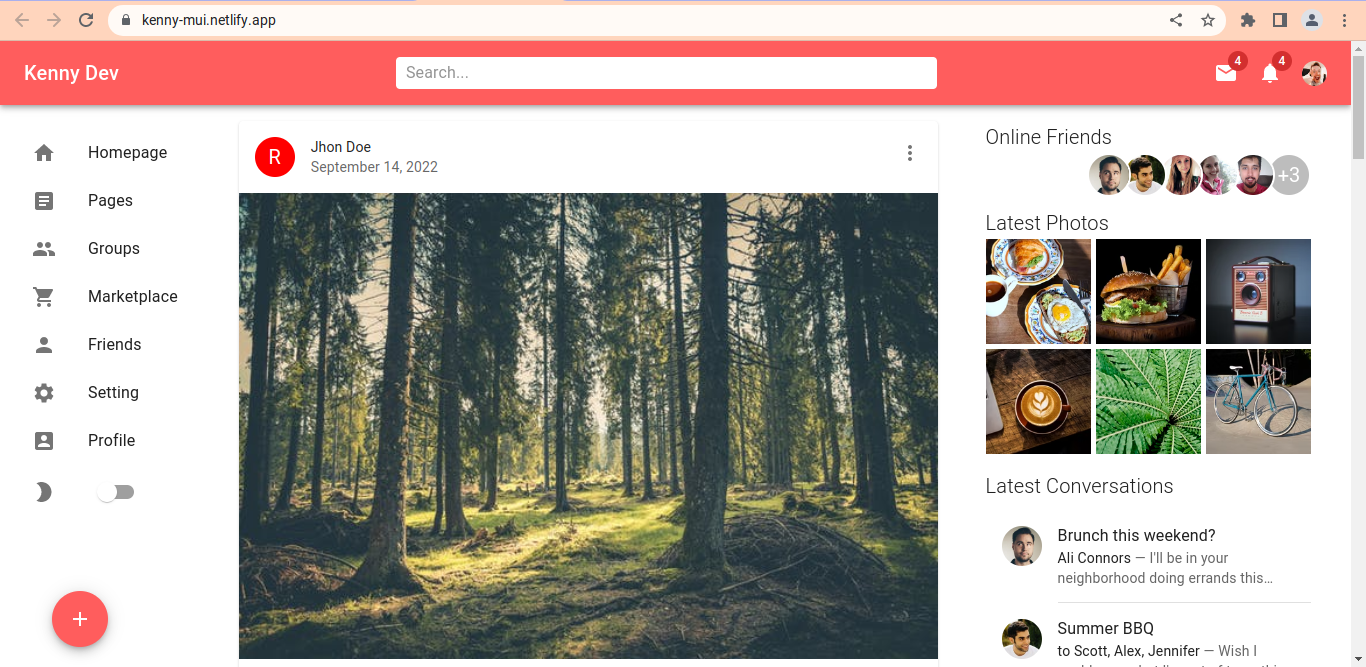 kenny-mui.netlify.app
Kenny Dev
Search...
4
4
Homepage
Pages
Groups
Marketplace
Friends
Setting
Profile
R
Jhon Doe
September 14, 2022
Online Friends
+3
Latest Photos
Latest Conversations
Brunch this weekend?
Ali Connors — I'll be in your
neighborhood doing errands this…
Summer BBQ
to Scott, Alex, Jennifer — Wish I